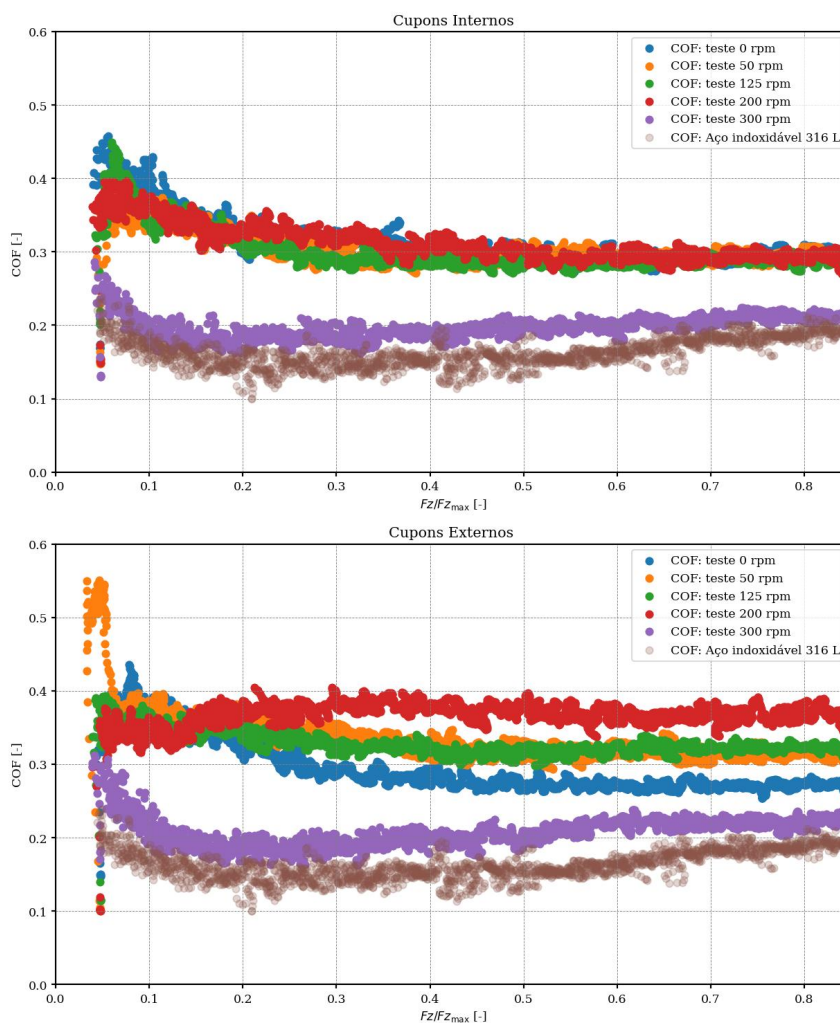 Cupons Internos
0.6
0.5
0.4
0.3
0.2
0.1
0.0
COF [-]
COF: teste 0 rpm
COF: teste 50 rpm
COF: teste 125 rpm
COF: teste 200 rpm
COF: teste 300 rpm
COF: Aço indoxidável 316 L
0.0 0.1 0.2 0.3 0.4 0.5 0.6 0.7 0.8
Fz/Fz_max [-]
Cupons Externos
0.6
0.5
0.4
0.3
0.2
0.1
0.0
COF [-]
COF: teste 0 rpm
COF: teste 50 rpm
COF: teste 125 rpm
COF: teste 200 rpm
COF: teste 300 rpm
COF: Aço indoxidável 316 L
0.0 0.1 0.2 0.3 0.4 0.5 0.6 0.7 0.8
Fz/Fz_max [-]